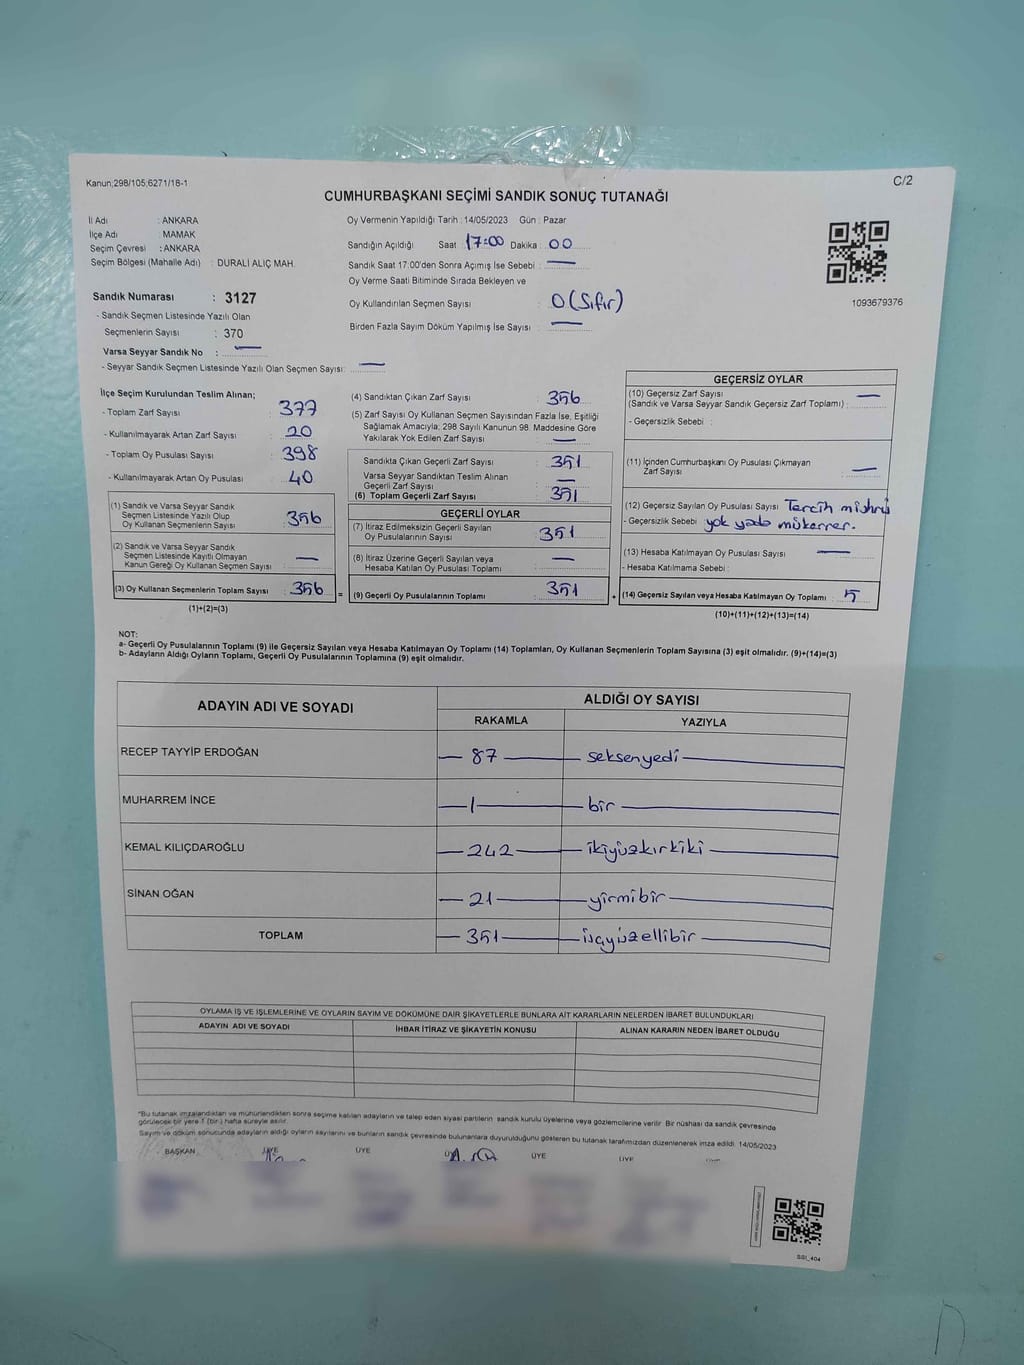 Kanun;298/105;6271/18-1
C/2
CUMHURBAŞKANI SEÇİMİ SANDIK SONUÇ TUTANAĞI
İl Adı : ANKARA
İlçe Adı : MAMAK
Seçim Çevresi : ANKARA
Seçim Bölgesi (Mahalle Adı) : DURALİ ALIÇ MAH.
Oy Vermenin Yapıldığı Tarih : 14/05/2023 Gün : Pazar
Sandığın Açıldığı Saat 17:00 Dakika : 00
Sandık Saat 17:00'den Sonra Açımış İse Sebebi : —
Oy Verme Saati Bitiminde Sırada Bekleyen ve
Oy Kullandırılan Seçmen Sayısı : 0 (Sıfır)
Birden Fazla Sayım Döküm Yapılmış İse Sayısı : —
1093679376
Sandık Numarası : 3127
- Sandık Seçmen Listesinde Yazılı Olan
Seçmenlerin Sayısı : 370
Varsa Seyyar Sandık No : —
- Seyyar Sandık Seçmen Listesinde Yazılı Olan Seçmen Sayısı: —
İlçe Seçim Kurulundan Teslim Alınan;
- Toplam Zarf Sayısı : 377
- Kullanılmayarak Artan Zarf Sayısı : 20
- Toplam Oy Pusulası Sayısı : 398
- Kullanılmayarak Artan Oy Pusulası : 40
(1) Sandık ve Varsa Seyyar Sandık
Seçmen Listesinde Yazılı Olup
Oy Kullanan Seçmenlerin Sayısı : 356
(2) Sandık ve Varsa Seyyar Sandık
Seçmen Listesinde Kayıtlı Olmayan
Kanun Gereği Oy Kullanan Seçmen Sayısı : —
(3) Oy Kullanan Seçmenlerin Toplam Sayısı : 356 =
(1)+(2)=(3)
(4) Sandıktan Çıkan Zarf Sayısı : 356
(5) Zarf Sayısı Oy Kullanan Seçmen Sayısından Fazla İse, Eşitliği
Sağlamak Amacıyla; 298 Sayılı Kanunun 98. Maddesine Göre
Yakılarak Yok Edilen Zarf Sayısı : —
Sandıkta Çıkan Geçerli Zarf Sayısı : 351
Varsa Seyyar Sandıktan Teslim Alınan
Geçerli Zarf Sayısı : —
(6) Toplam Geçerli Zarf Sayısı : 351
GEÇERLİ OYLAR
(7) İtiraz Edilmeksizin Geçerli Sayılan
Oy Pusulalarının Sayısı : 351
(8) İtiraz Üzerine Geçerli Sayılan veya
Hesaba Katılan Oy Pusulası Toplamı : —
(9) Geçerli Oy Pusulalarının Toplamı : 351 +
GEÇERSİZ OYLAR
(10) Geçersiz Zarf Sayısı
(Sandık ve Varsa Seyyar Sandık Geçersiz Zarf Toplamı) : —
- Geçersizlik Sebebi :
(11) İçinden Cumhurbaşkanı Oy Pusulası Çıkmayan
Zarf Sayısı : —
(12) Geçersiz Sayılan Oy Pusulası Sayısı : Tercih mührü
- Geçersizlik Sebebi : yok yada mükerrer.
(13) Hesaba Katılmayan Oy Pusulası Sayısı : —
- Hesaba Katılmama Sebebi :
(14) Geçersiz Sayılan veya Hesaba Katılmayan Oy Toplamı : 5
(10)+(11)+(12)+(13)=(14)
NOT:
a- Geçerli Oy Pusulalarının Toplamı (9) ile Geçersiz Sayılan veya Hesaba Katılmayan Oy Toplamı (14) Toplamları, Oy Kullanan Seçmenlerin Toplam Sayısına (3) eşit olmalıdır. (9)+(14)=(3)
b- Adayların Aldığı Oyların Toplamı, Geçerli Oy Pusulalarının Toplamına (9) eşit olmalıdır.
ADAYIN ADI VE SOYADI ALDIĞI OY SAYISI
RAKAMLA YAZIYLA
RECEP TAYYİP ERDOĞAN — 87 — seksenyedi —
MUHARREM İNCE — 1 — bir —
KEMAL KILIÇDAROĞLU — 242 — ikiyüzkırkiki —
SİNAN OĞAN — 21 — yirmibir —
TOPLAM — 351 — üçyüzellibir —
OYLAMA İŞ VE İŞLEMLERİNE VE OYLARIN SAYIM VE DÖKÜMÜNE DAİR ŞİKAYETLERLE BUNLARA AİT KARARLARIN NELERDEN İBARET BULUNDUKLARI
ADAYIN ADI VE SOYADI İHBAR İTİRAZ VE ŞİKAYETİN KONUSU ALINAN KARARIN NEDEN İBARET OLDUĞU
"Bu tutanak imzalandıktan ve mühürlendikten sonra seçime katılan adayların ve talep eden siyasi partilerin sandık kurulu üyelerine veya gözlemcilerine verilir. Bir nüshası da sandık çevresinde
görülecek bir yere 1 (bir) hafta süreyle asılır.
Sayım ve döküm sonucunda adayların aldığı oyların sayılarını ve bunların sandık çevresinde bulunanlara duyurulduğunu gösteren bu tutanak tarafımızdan düzenlenerek imza edildi. 14/05/2023
BAŞKAN ÜYE ÜYE ÜYE ÜYE ÜYE
SSI_404